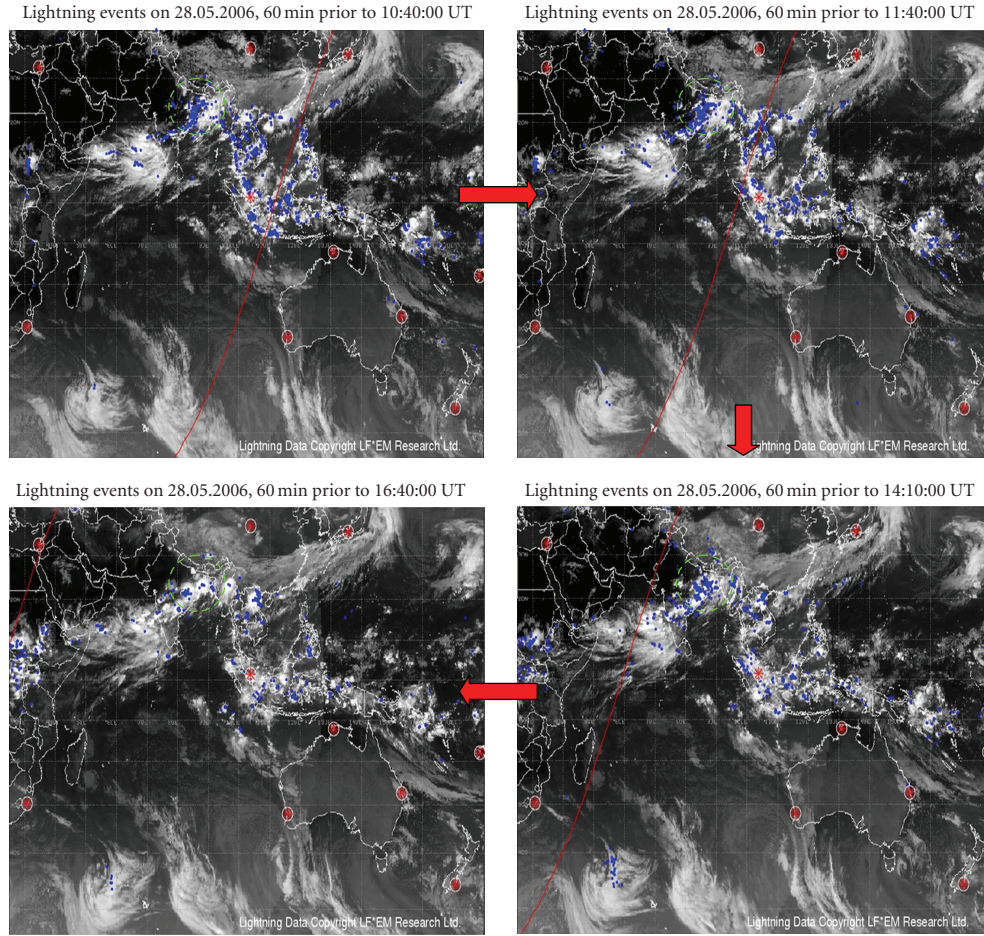 Lightning events on 28.05.2006, 60 min prior to 10:40:00 UT
Lightning events on 28.05.2006, 60 min prior to 11:40:00 UT
Lightning Data Copyright LF*EM Research Ltd.
Lightning Data Copyright LF*EM Research Ltd.
Lightning events on 28.05.2006, 60 min prior to 16:40:00 UT
Lightning events on 28.05.2006, 60 min prior to 14:10:00 UT
Lightning Data Copyright LF*EM Research Ltd.
Lightning Data Copyright LF*EM Research Ltd.